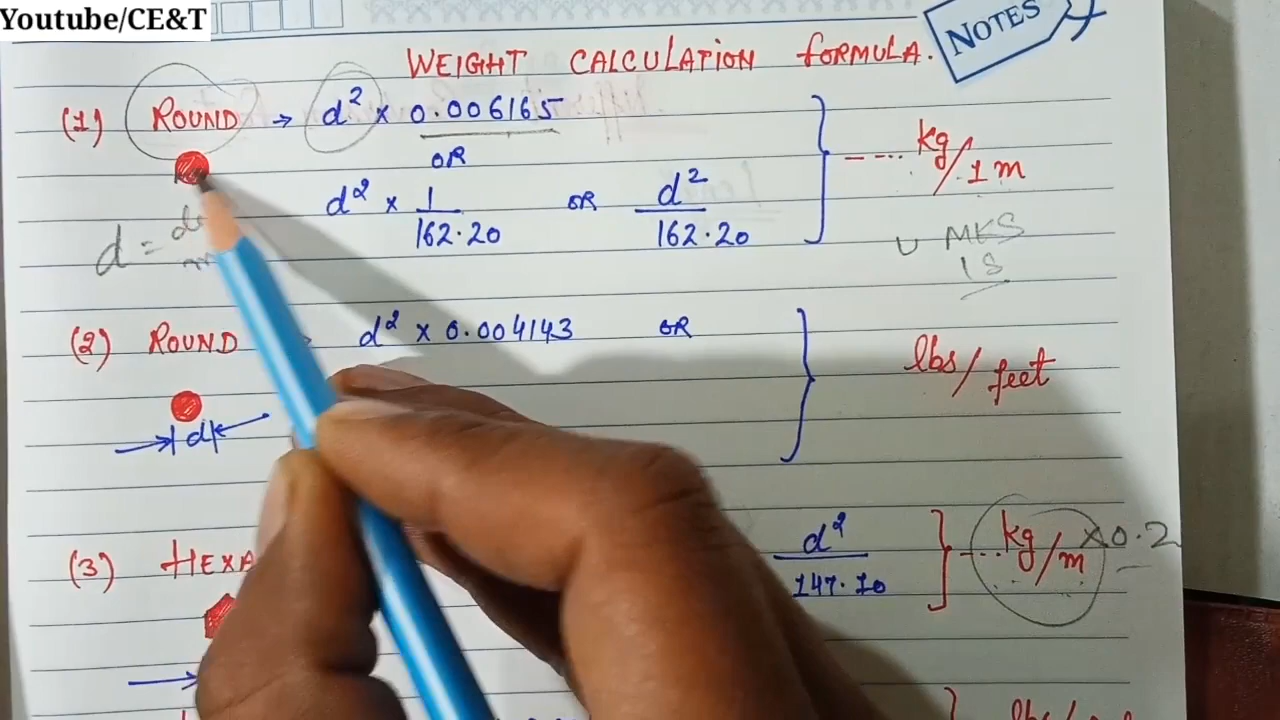 Youtube/CE&T
NOTES
WEIGHT CALCULATION FORMULA.
(1) ROUND → d² × 0.006165
OR
d² × 1/162.20 OR d²/162.20 ---- kg/1m
d =
MKS
(2) ROUND d² × 0.004143 OR
lbs/feet
d
(3) HEXA d²/147.10 --- kg/m ×0.2